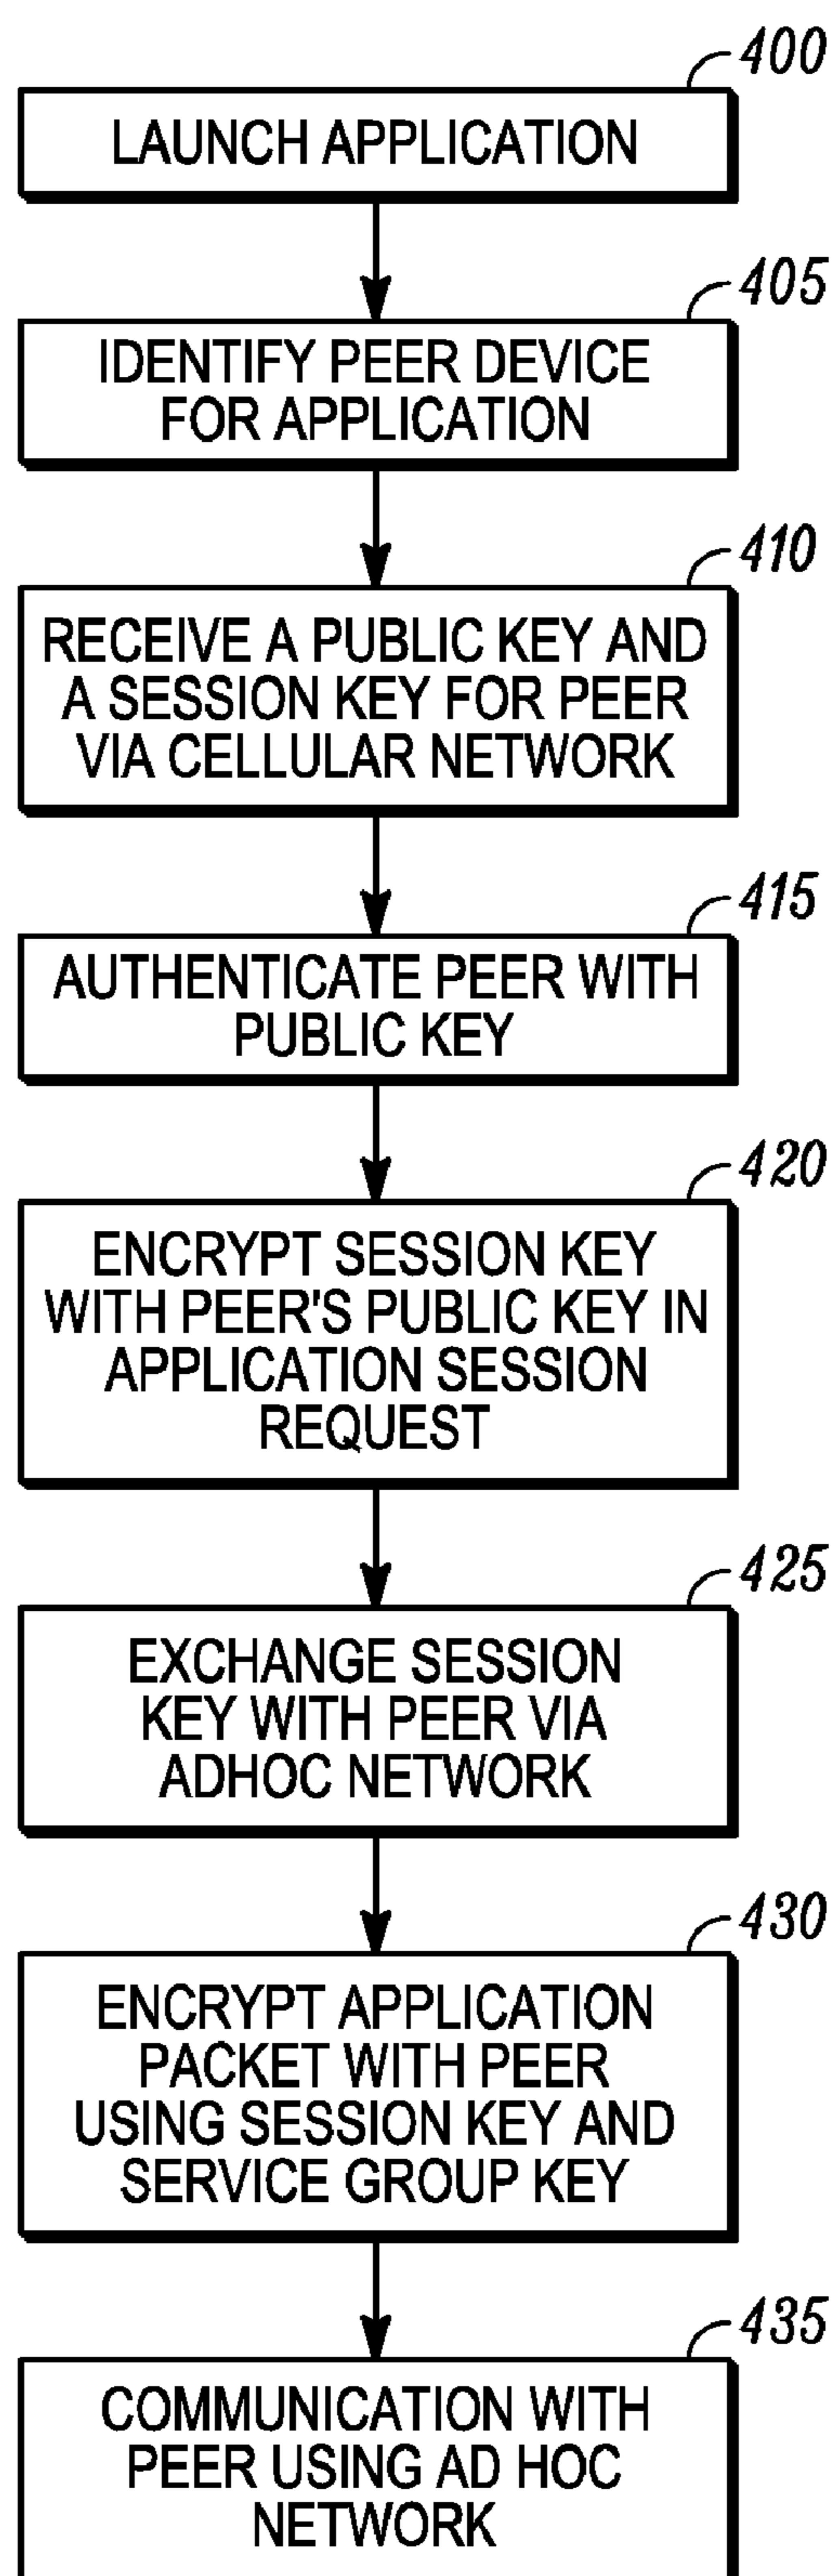 400
LAUNCH APPLICATION
405
IDENTIFY PEER DEVICE
FOR APPLICATION
410
RECEIVE A PUBLIC KEY AND
A SESSION KEY FOR PEER
VIA CELLULAR NETWORK
415
AUTHENTICATE PEER WITH
PUBLIC KEY
420
ENCRYPT SESSION KEY
WITH PEER'S PUBLIC KEY IN
APPLICATION SESSION
REQUEST
425
EXCHANGE SESSION
KEY WITH PEER VIA
ADHOC NETWORK
430
ENCRYPT APPLICATION
PACKET WITH PEER
USING SESSION KEY AND
SERVICE GROUP KEY
435
COMMUNICATION WITH
PEER USING AD HOC
NETWORK